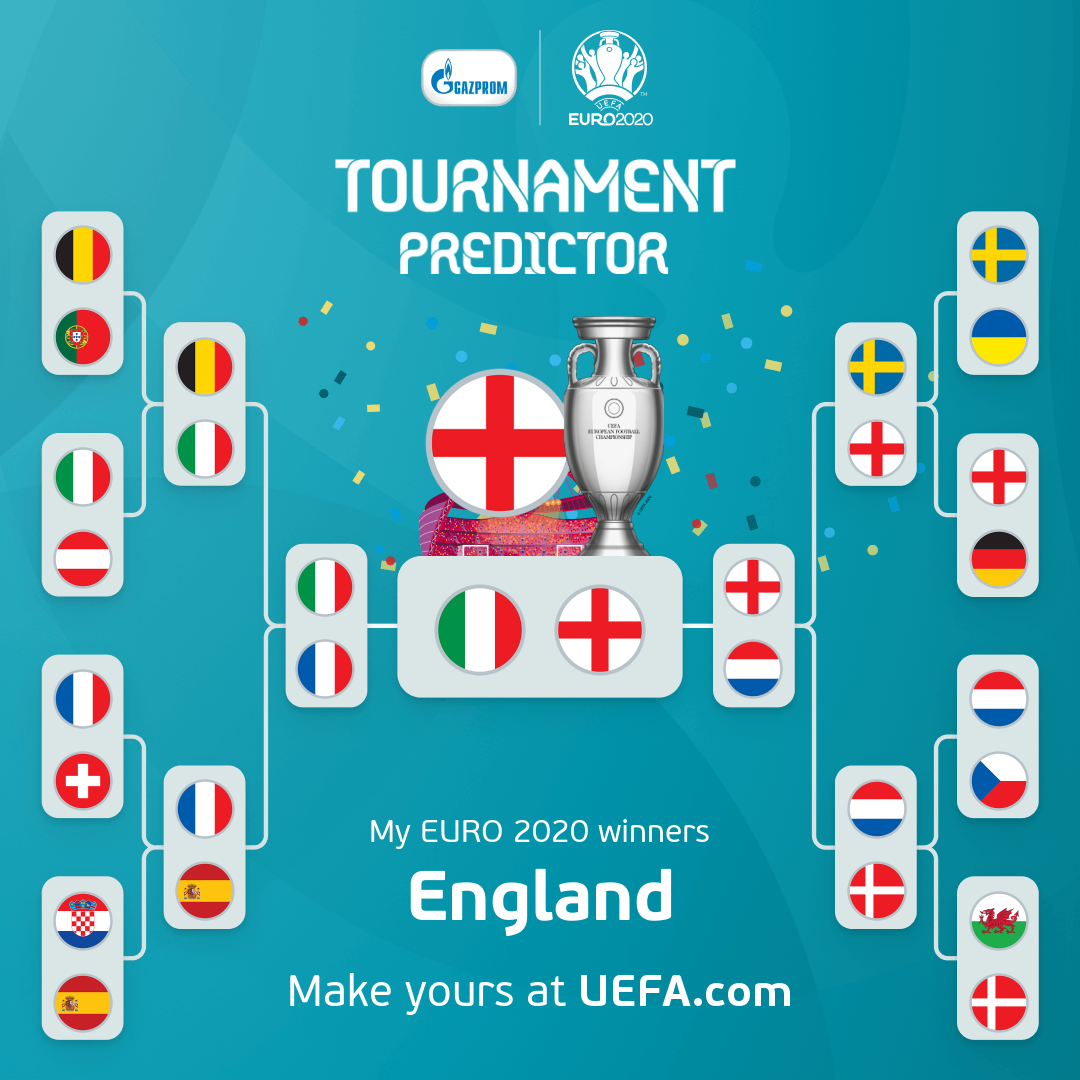 GAZPROM
UEFA
EURO2020
TM
TOURNAMENT
PREDICTOR
UEFA
EUROPEAN FOOTBALL
CHAMPIONSHIP
My EURO 2020 winners
England
Make yours at UEFA.com